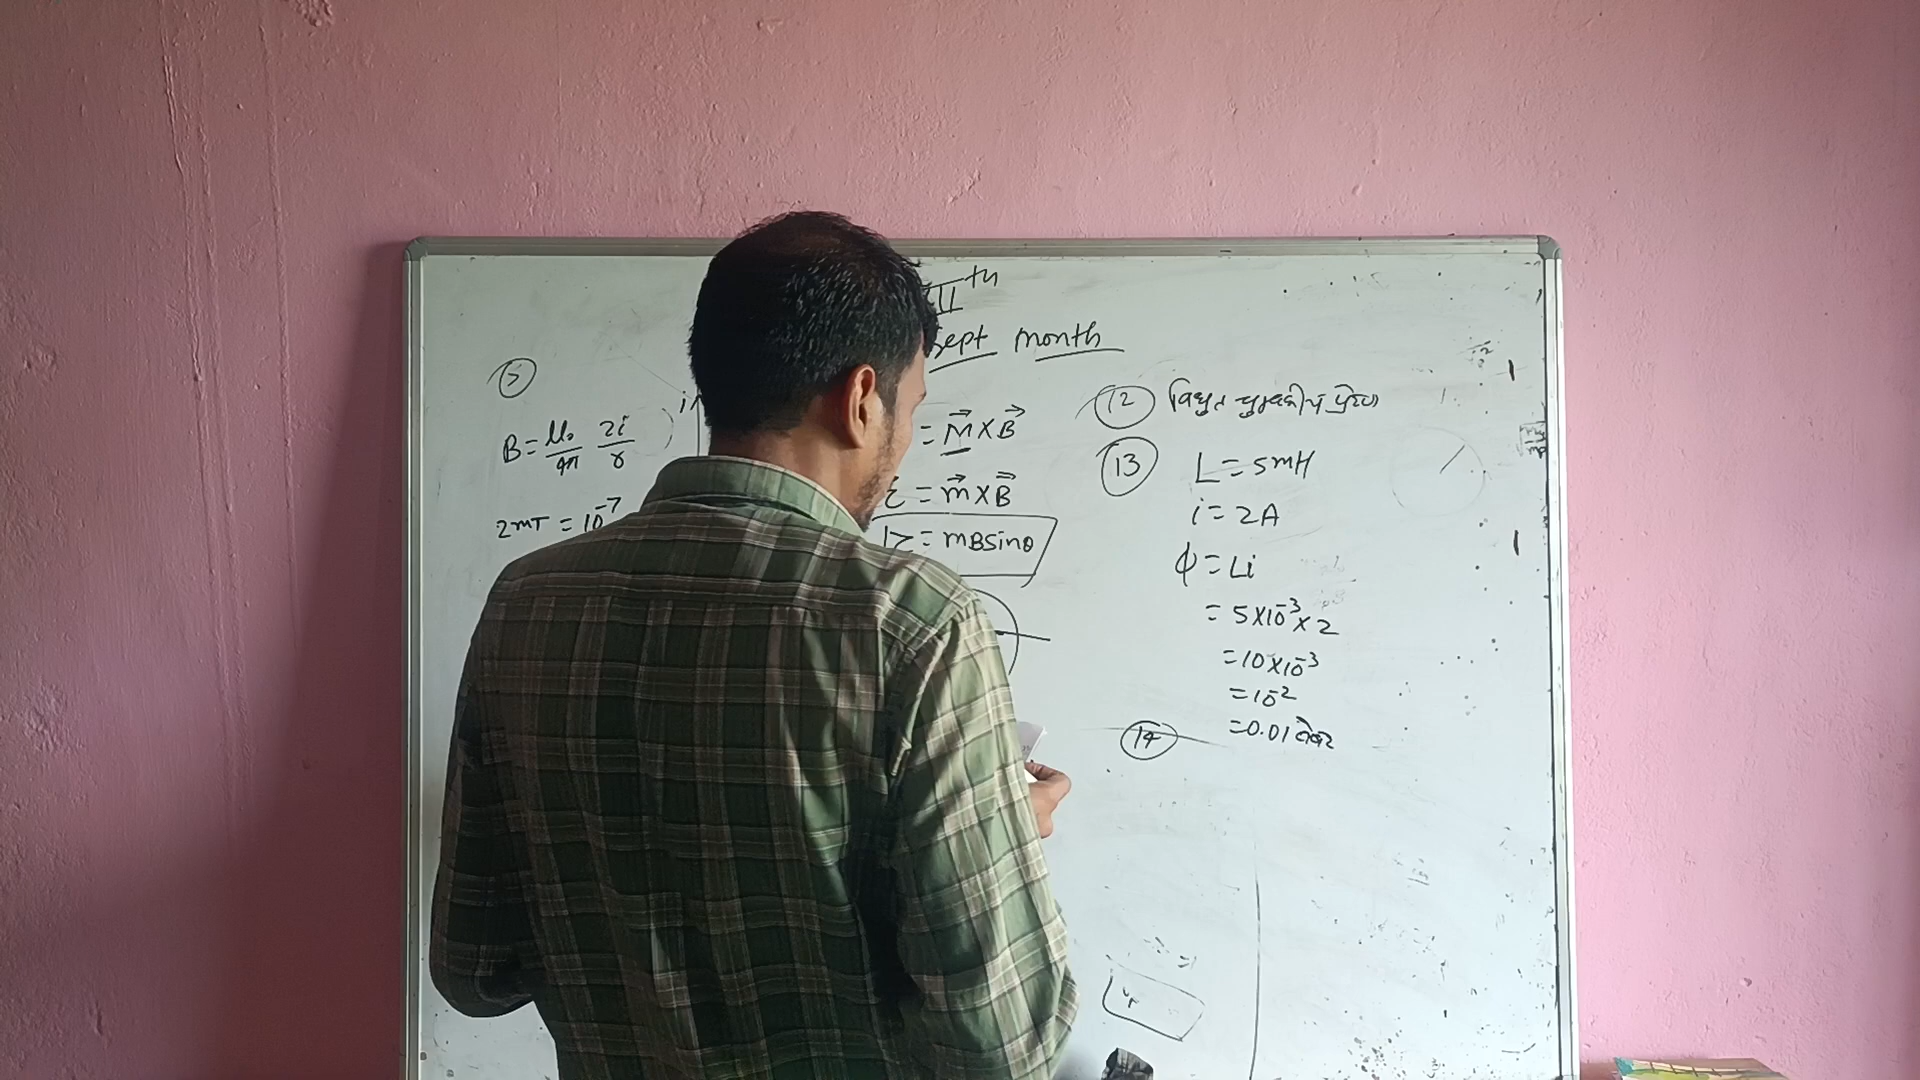 th
Sept month
5
B = μ₀/4π 2i/r
2mT = 10⁻⁷
i
= M⃗ × B⃗
τ = m⃗ × B⃗
τ = mBsinθ
12 विधुत चुम्बकीय प्रेरण
13 L = 5mH
i = 2A
ϕ = Li
= 5×10⁻³×2
= 10×10⁻³
= 10⁻²
= 0.01 वेबर
14